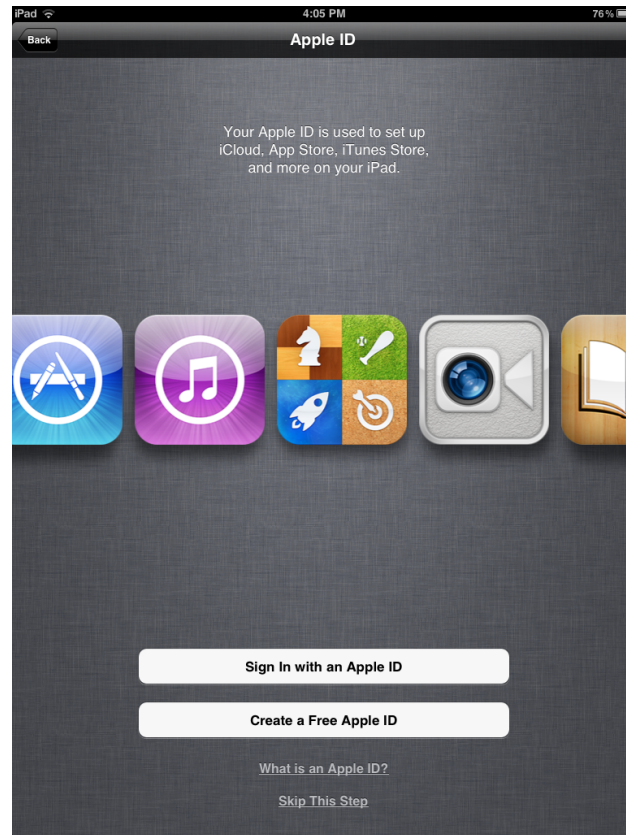 iPad 4:05 PM 76%
Back Apple ID
Your Apple ID is used to set up
iCloud, App Store, iTunes Store,
and more on your iPad.
Sign In with an Apple ID
Create a Free Apple ID
What is an Apple ID?
Skip This Step